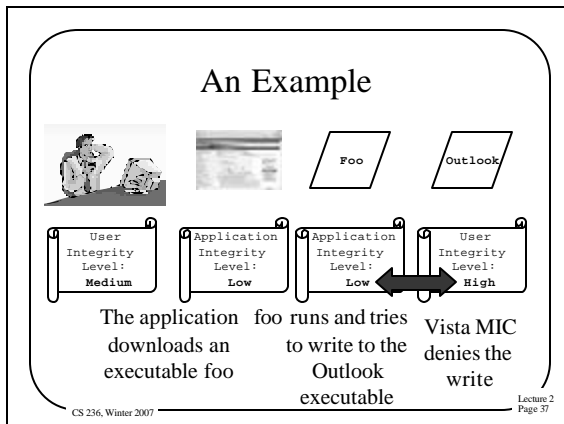 An Example
Foo
Outlook
User
Integrity
Level:
Medium
Application
Integrity
Level:
Low
Application
Integrity
Level:
Low
User
Integrity
Level:
High
The application
downloads an
executable foo
foo runs and tries
to write to the
Outlook
executable
Vista MIC
denies the
write
CS 236, Winter 2007
Lecture 2
Page 37